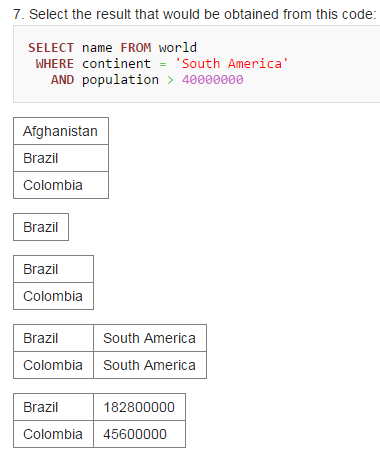 7. Select the result that would be obtained from this code:
SELECT name FROM world
WHERE continent = 'South America'
AND population > 40000000
Afghanistan
Brazil
Colombia
Brazil
Brazil
Colombia
Brazil South America
Colombia South America
Brazil 182800000
Colombia 45600000